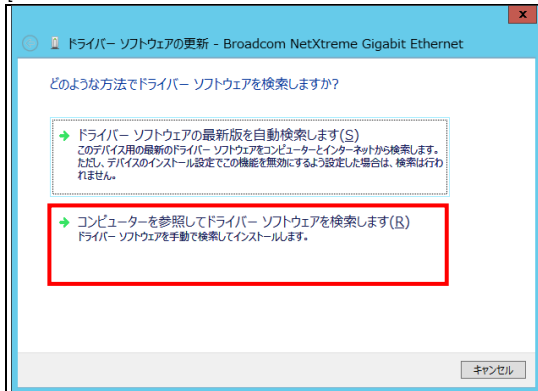 x
ドライバー ソフトウェアの更新 - Broadcom NetXtreme Gigabit Ethernet
どのような方法でドライバー ソフトウェアを検索しますか?
ドライバー ソフトウェアの最新版を自動検索します(S)
このデバイス用の最新のドライバー ソフトウェアをコンピューターとインターネットから検索します。
ただし、デバイスのインストール設定でこの機能を無効にするよう設定した場合は、検索は行わ
れません。
コンピューターを参照してドライバー ソフトウェアを検索します(R)
ドライバー ソフトウェアを手動で検索してインストールします。
キャンセル